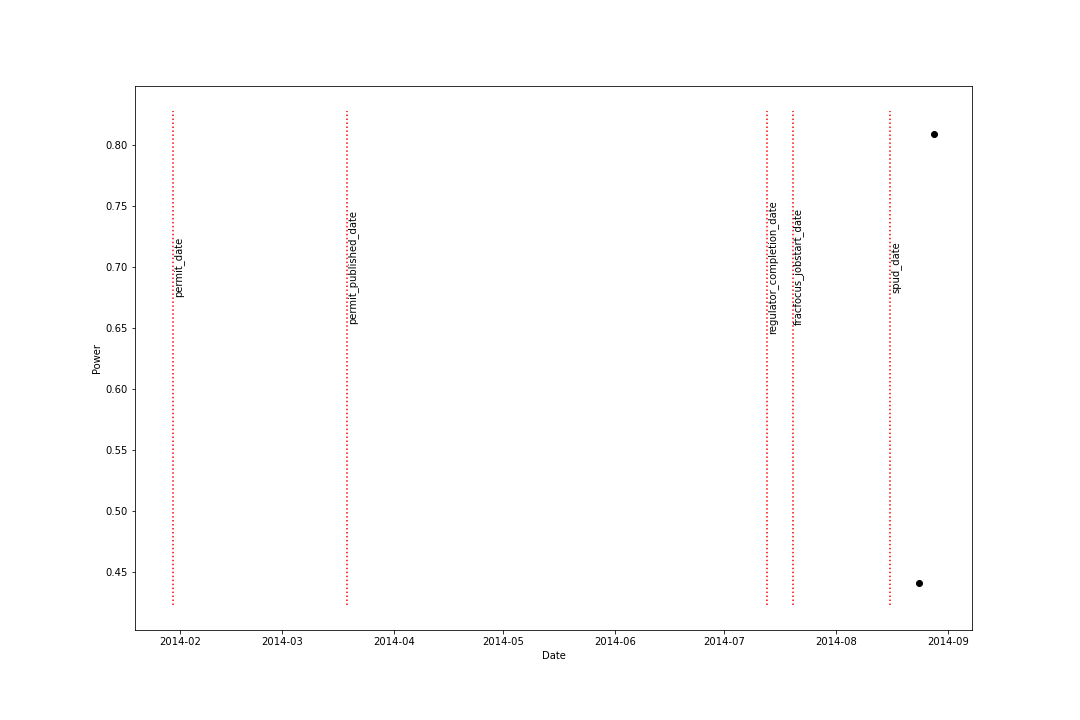 0.80
0.75
0.70
0.65
0.60
0.55
0.50
0.45
Power
permit_date
permit_published_date
regulator_completion_date
fracfocus_jobstart_date
spud_date
2014-02 2014-03 2014-04 2014-05 2014-06 2014-07 2014-08 2014-09
Date